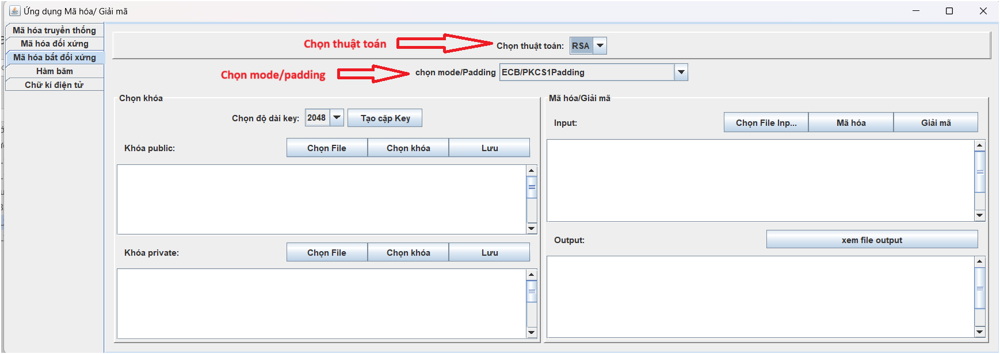 Ứng dụng Mã hóa/ Giải mã
Mã hóa truyền thống
Mã hóa đối xứng
Mã hóa bất đối xứng
Hàm băm
Chữ kí điện tử
Chọn thuật toán
Chọn thuật toán: RSA
Chọn mode/padding
chọn mode/Padding ECB/PKCS1Padding
Chọn khóa
Chọn độ dài key: 2048 Tạo cặp Key
Khóa public: Chọn File Chọn khóa Lưu
Khóa private: Chọn File Chọn khóa Lưu
Mã hóa/Giải mã
Input: Chọn File Inp... Mã hóa Giải mã
Output: xem file output